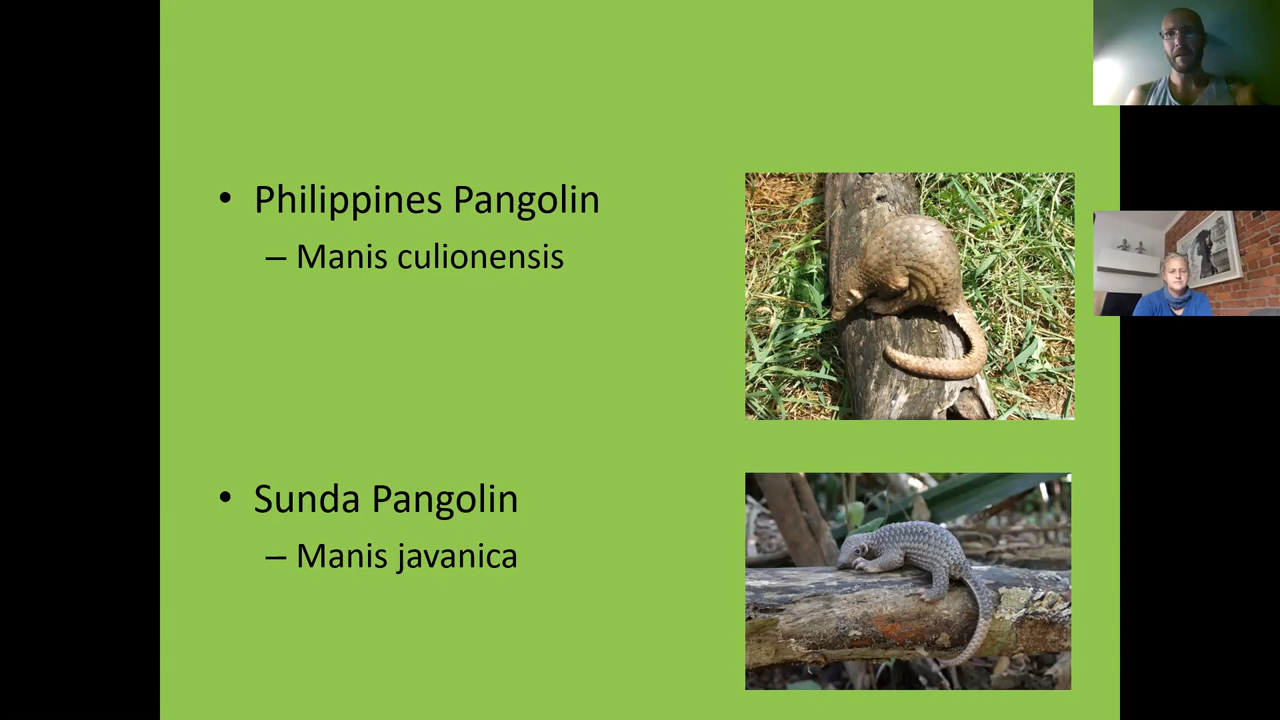 • Philippines Pangolin
– Manis culionensis
• Sunda Pangolin
– Manis javanica